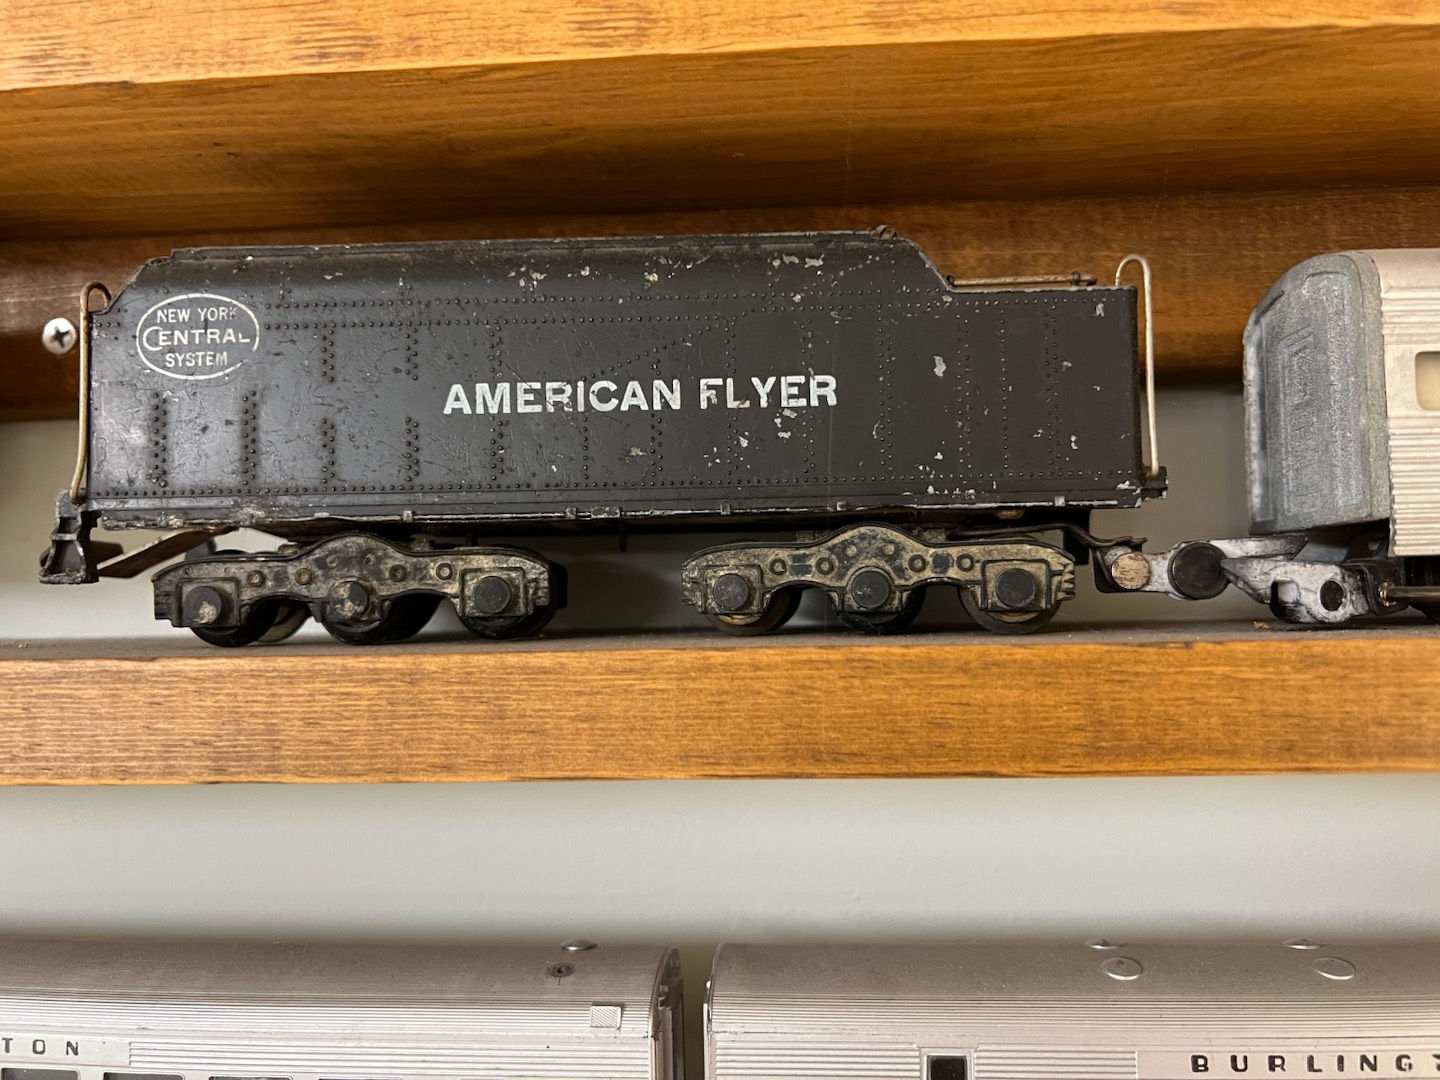 NEW YORK
CENTRAL
SYSTEM
AMERICAN FLYER
TON
BURLING